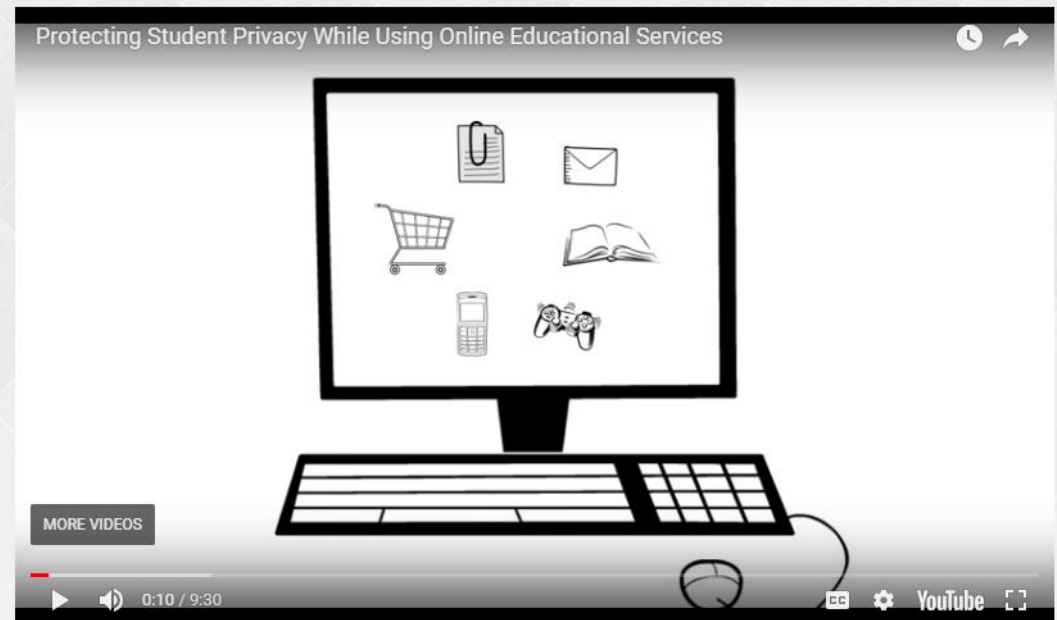 Protecting Student Privacy While Using Online Educational Services
MORE VIDEOS
0:10 / 9:30
CC
YouTube